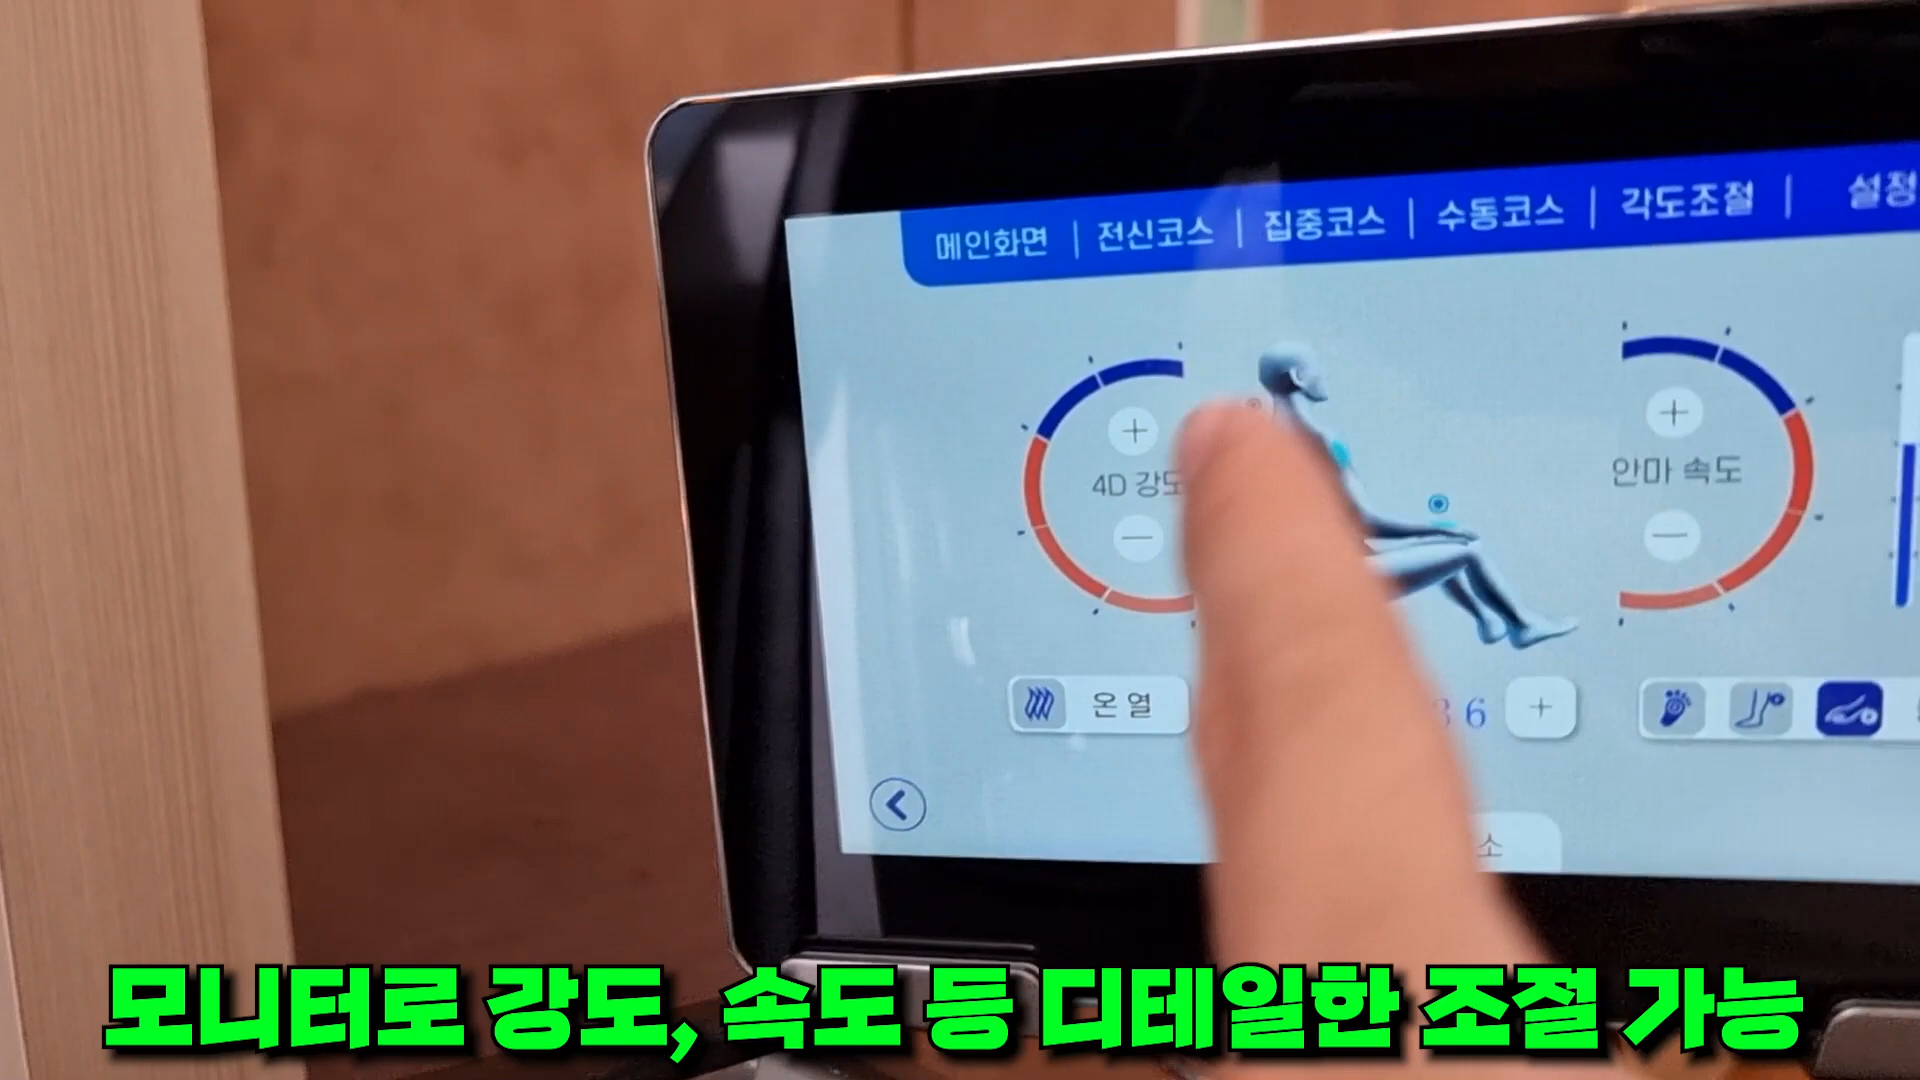 메인화면 | 전신코스 | 집중코스 | 수동코스 | 각도조절 | 설정
+ +
4D 강도 안마 속도
— —
온열 36 +
소
모니터로 강도, 속도 등 디테일한 조절 가능